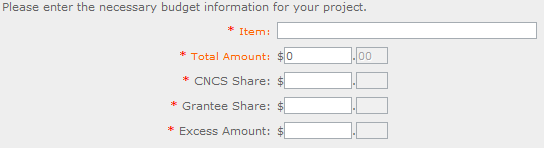 Please enter the necessary budget information for your project.
* Item:
* Total Amount: $0.00
* CNCS Share: $ .
* Grantee Share: $ .
* Excess Amount: $ .